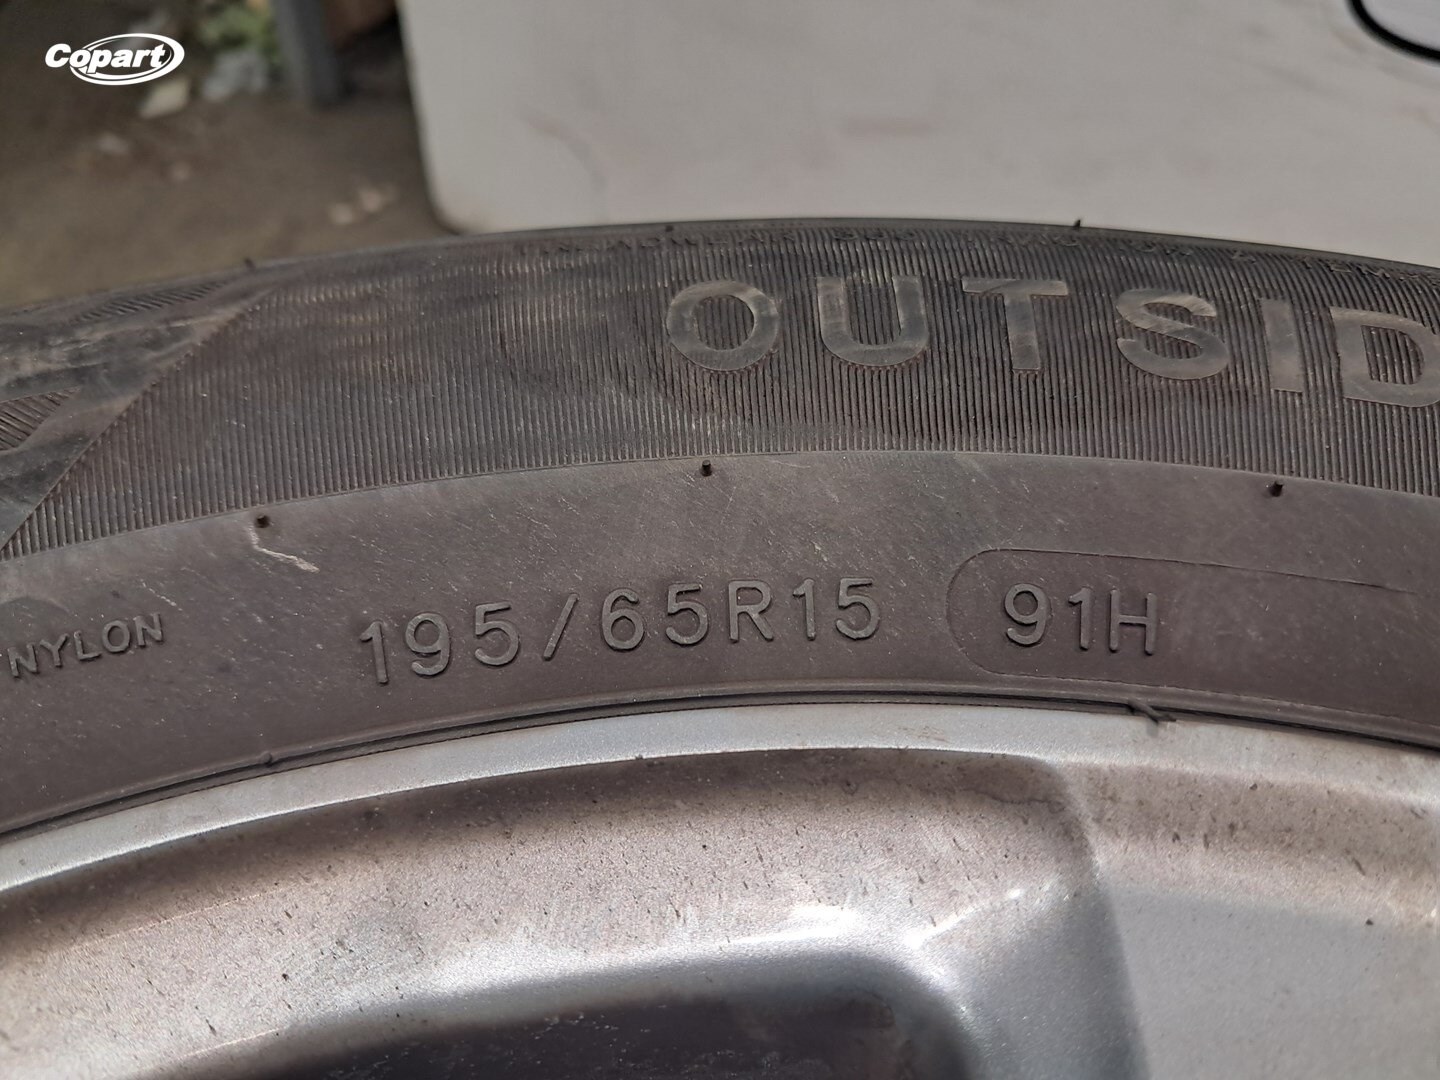 Copart
OUTSID
195/65R15 91H
NYLON